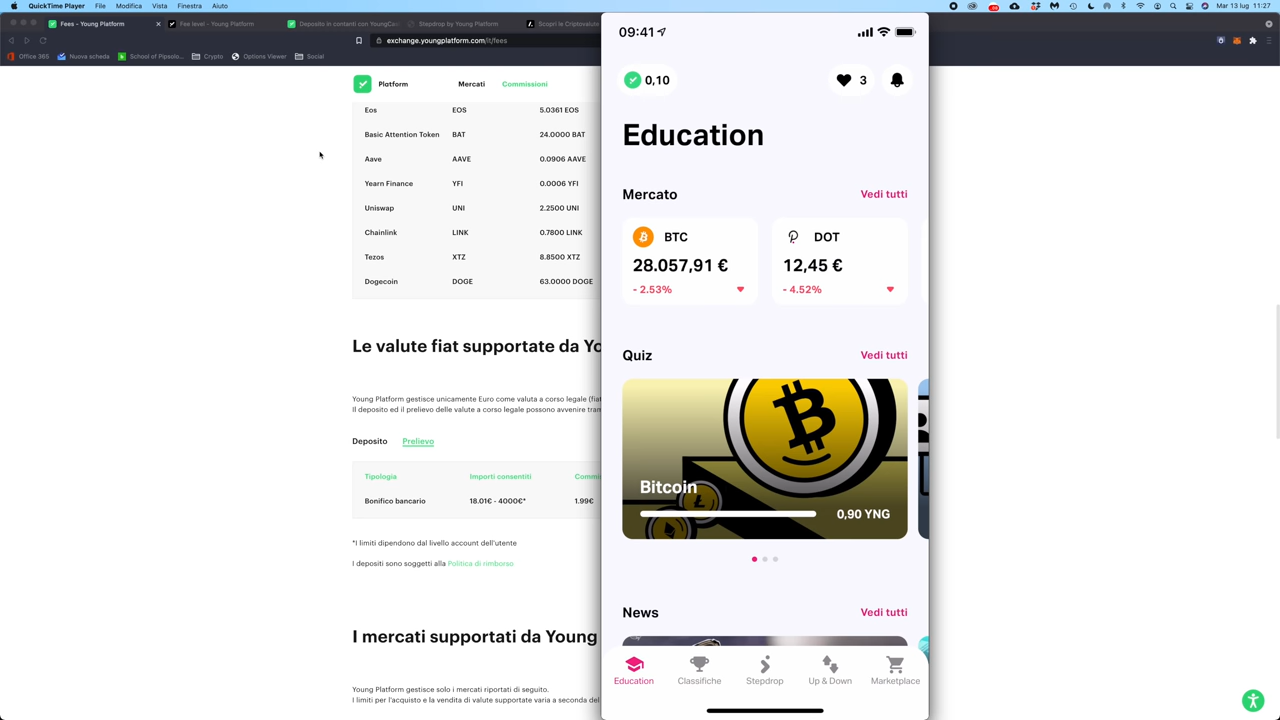 QuickTime Player File Modifica Vista Finestra Aiuto
Mar 13 lug 11:27
Fees – Young Platform
Fee level – Young Platform
Deposito in contanti con YoungCas
Stepdrop by Young Platform
Scopri le Criptovalute
exchange.youngplatform.com/it/fees
Office 365 Nuova scheda School of Pipsolo... Crypto Options Viewer Social
Platform
Mercati
Commissioni
Eos EOS 5.0361 EOS
Basic Attention Token BAT 24.0000 BAT
Aave AAVE 0.0906 AAVE
Yearn Finance YFI 0.0006 YFI
Uniswap UNI 2.2500 UNI
Chainlink LINK 0.7800 LINK
Tezos XTZ 8.8500 XTZ
Dogecoin DOGE 63.0000 DOGE
Le valute fiat supportate da Yo
Young Platform gestisce unicamente Euro come valuta a corso legale (fiat
Il deposito ed il prelievo delle valute a corso legale possono avvenire tram
Deposito Prelievo
Tipologia Importi consentiti Commi
Bonifico bancario 18.01€ - 4000€* 1.99€
*I limiti dipendono dal livello account dell'utente
I depositi sono soggetti alla Politica di rimborso
I mercati supportati da Young
Young Platform gestisce solo i mercati riportati di seguito.
I limiti per l'acquisto e la vendita di valute supportate varia a seconda del
09:41
0,10
3
Education
Mercato Vedi tutti
BTC
28.057,91 €
- 2.53%
DOT
12,45 €
- 4.52%
Quiz Vedi tutti
Bitcoin
0,90 YNG
News Vedi tutti
Education Classifiche Stepdrop Up & Down Marketplace